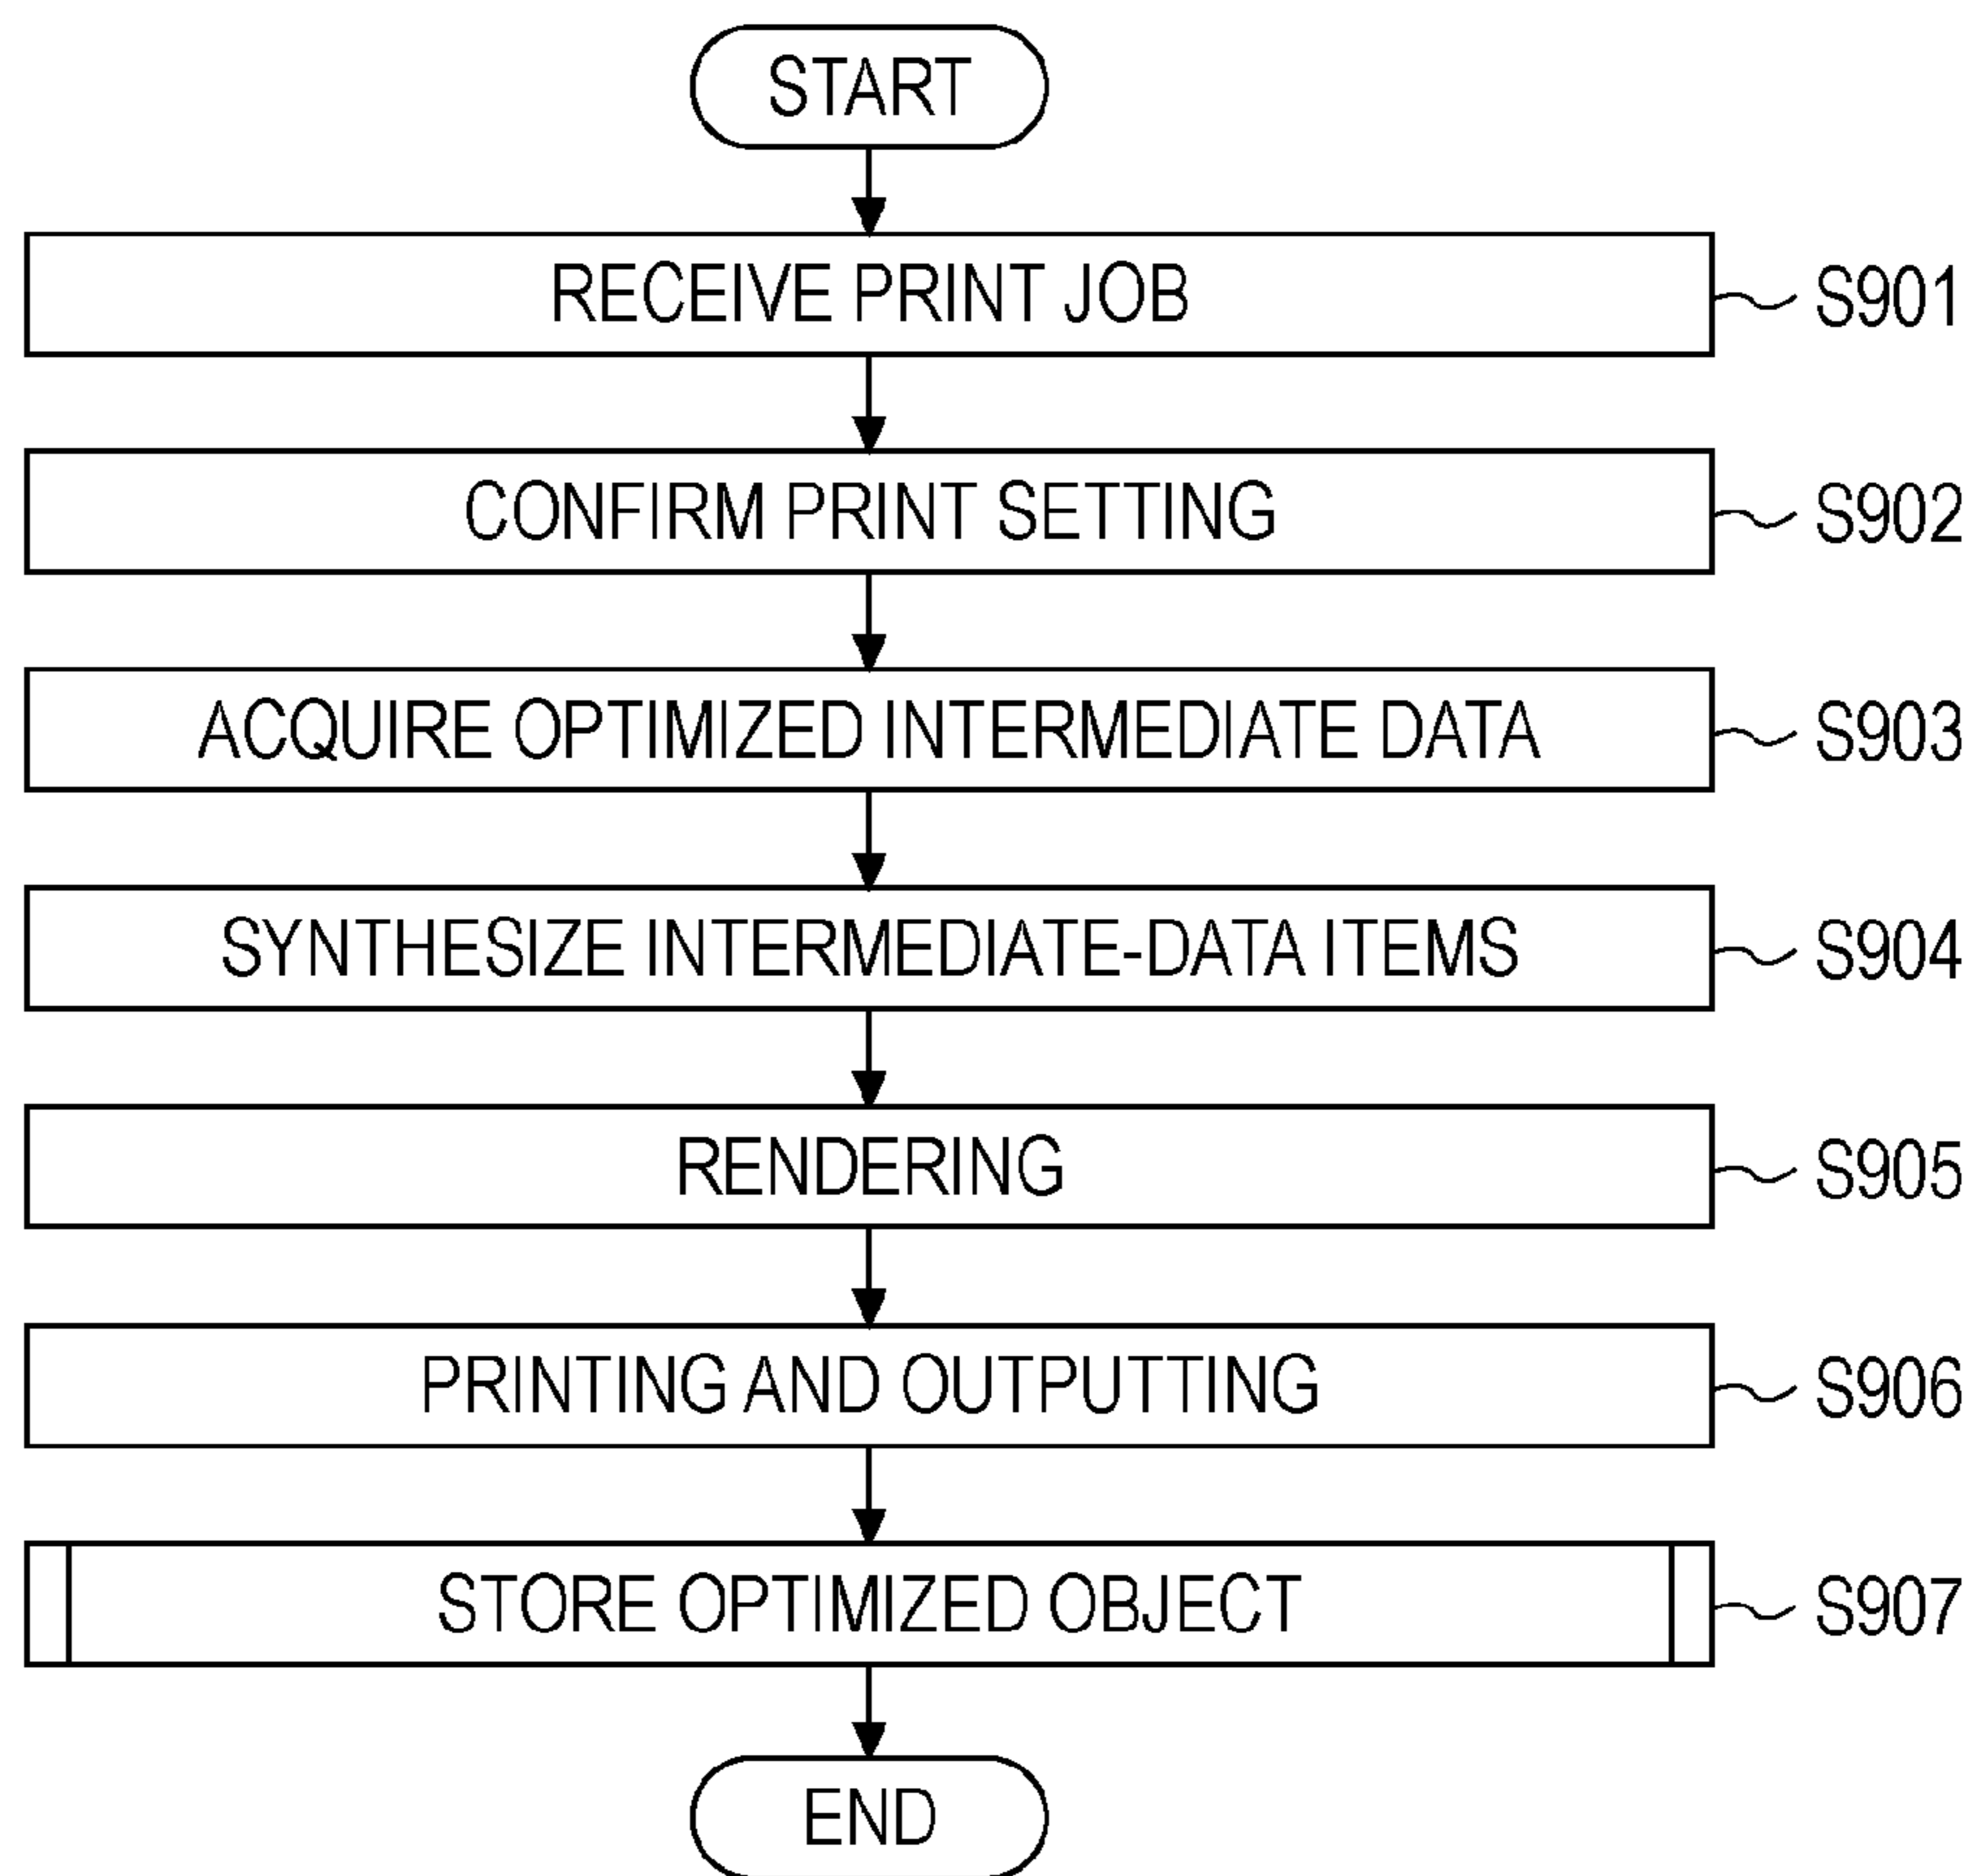 START
RECEIVE PRINT JOB
S901
CONFIRM PRINT SETTING
S902
ACQUIRE OPTIMIZED INTERMEDIATE DATA
S903
SYNTHESIZE INTERMEDIATE-DATA ITEMS
S904
RENDERING
S905
PRINTING AND OUTPUTTING
S906
STORE OPTIMIZED OBJECT
S907
END